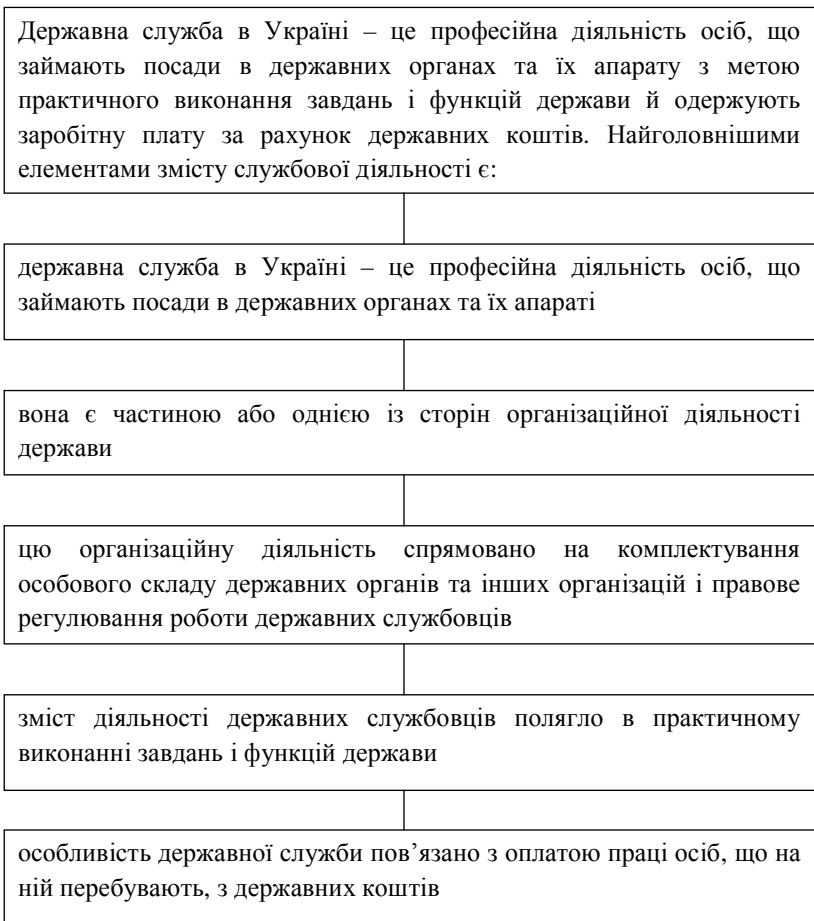 Державна служба в Україні – це професійна діяльність осіб, що
займають посади в державних органах та їх апарату з метою
практичного виконання завдань і функцій держави й одержують
заробітну плату за рахунок державних коштів. Найголовнішими
елементами змісту службової діяльності є:
державна служба в Україні – це професійна діяльність осіб, що
займають посади в державних органах та їх апараті
вона є частиною або однією із сторін організаційної діяльності
держави
цю організаційну діяльність спрямовано на комплектування
особового складу державних органів та інших організацій і правове
регулювання роботи державних службовців
зміст діяльності державних службовців полягло в практичному
виконанні завдань і функцій держави
особливість державної служби пов’язано з оплатою праці осіб, що на
ній перебувають, з державних коштів